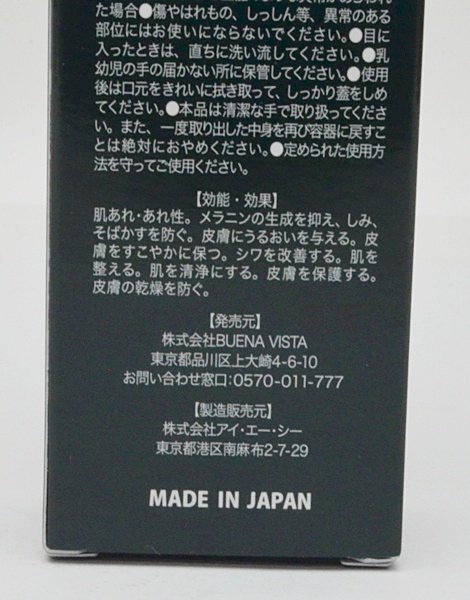 た場合●傷やはれもの、しっしん等、異常のある
部位にはお使いにならないでください。●目に
入ったときは、直ちに洗い流してください。●乳
幼児の手の届かない所に保管してください。●使用
後は口元をきれいに拭き取って、しっかり蓋をしめ
てください。●本品は清潔な手で取り扱ってくださ
い。また、一度取り出した中身を再び容器に戻すこ
とは絶対におやめください。●定められた使用方
法を守ってご使用ください。
【効能・効果】
肌あれ・あれ性。メラニンの生成を抑え、しみ、
そばかすを防ぐ。皮膚にうるおいを与える。皮
膚をすこやかに保つ。シワを改善する。肌を
整える。肌を清浄にする。皮膚を保護する。
皮膚の乾燥を防ぐ。
【発売元】
株式会社BUENA VISTA
東京都品川区上大崎4-6-10
お問い合わせ窓口:0570-011-777
【製造販売元】
株式会社アイ・エー・シー
東京都港区南麻布2-7-29
MADE IN JAPAN